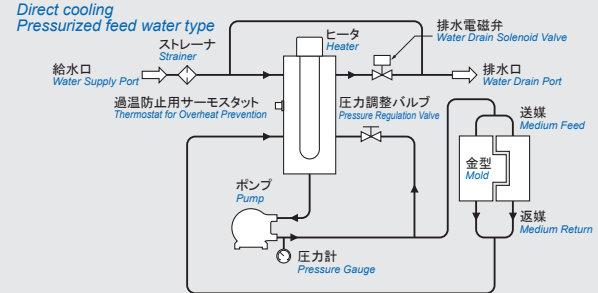 Direct cooling
Pressurized feed water type
ストレーナ
Strainer
給水口
Water Supply Port
ヒータ
Heater
排水電磁弁
Water Drain Solenoid Valve
排水口
Water Drain Port
過温防止用サーモスタット
Thermostat for Overheat Prevention
圧力調整バルブ
Pressure Regulation Valve
送媒
Medium Feed
金型
Mold
ポンプ
Pump
返媒
Medium Return
圧力計
Pressure Gauge